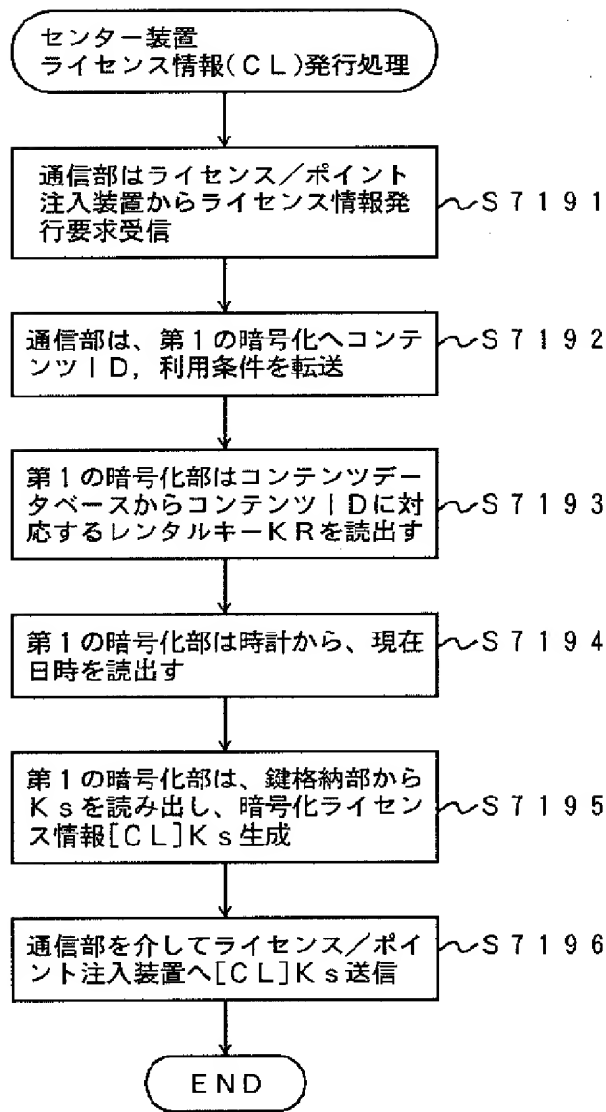 センター装置
ライセンス情報(CL)発行処理
通信部はライセンス/ポイント
注入装置からライセンス情報発
行要求受信
S7191
通信部は、第1の暗号化へコンテ
ンツID,利用条件を転送
S7192
第1の暗号化部はコンテンツデー
タベースからコンテンツIDに対
応するレンタルキーKRを読出す
S7193
第1の暗号化部は時計から、現在
日時を読出す
S7194
第1の暗号化部は、鍵格納部から
Ksを読み出し、暗号化ライセン
ス情報[CL]Ks生成
S7195
通信部を介してライセンス/ポイ
ント注入装置へ[CL]Ks送信
S7196
END